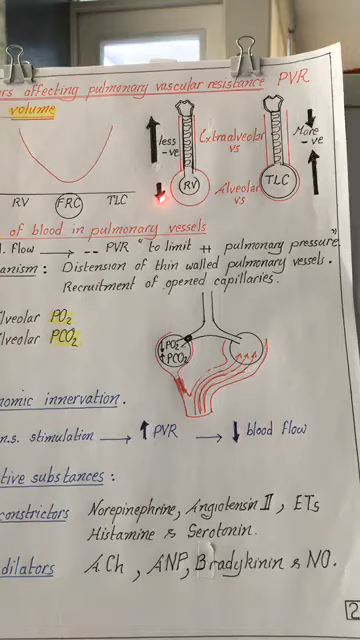 ers affecting pulmonary vascular resistance PVR
volume
less -ve
Extraalveolar vs
More -ve
RV
Alveolar vs
TLC
RV FRC TLC
of blood in pulmonary vessels
flow → -- PVR "to limit ++ pulmonary pressure"
anism : Distension of thin walled pulmonary vessels.
Recruitment of opened capillaries.
lveolar PO₂
lveolar PCO₂
↓ PO₂
↑ PCO₂
nomic innervation.
n.s. stimulation → ↑ PVR → ↓ blood flow
tive substances :
constrictors Norepinephrine, Angiotensin II, ETs
Histamine & Serotonin.
dilators ACh, ANP, Bradykinin & NO.
2